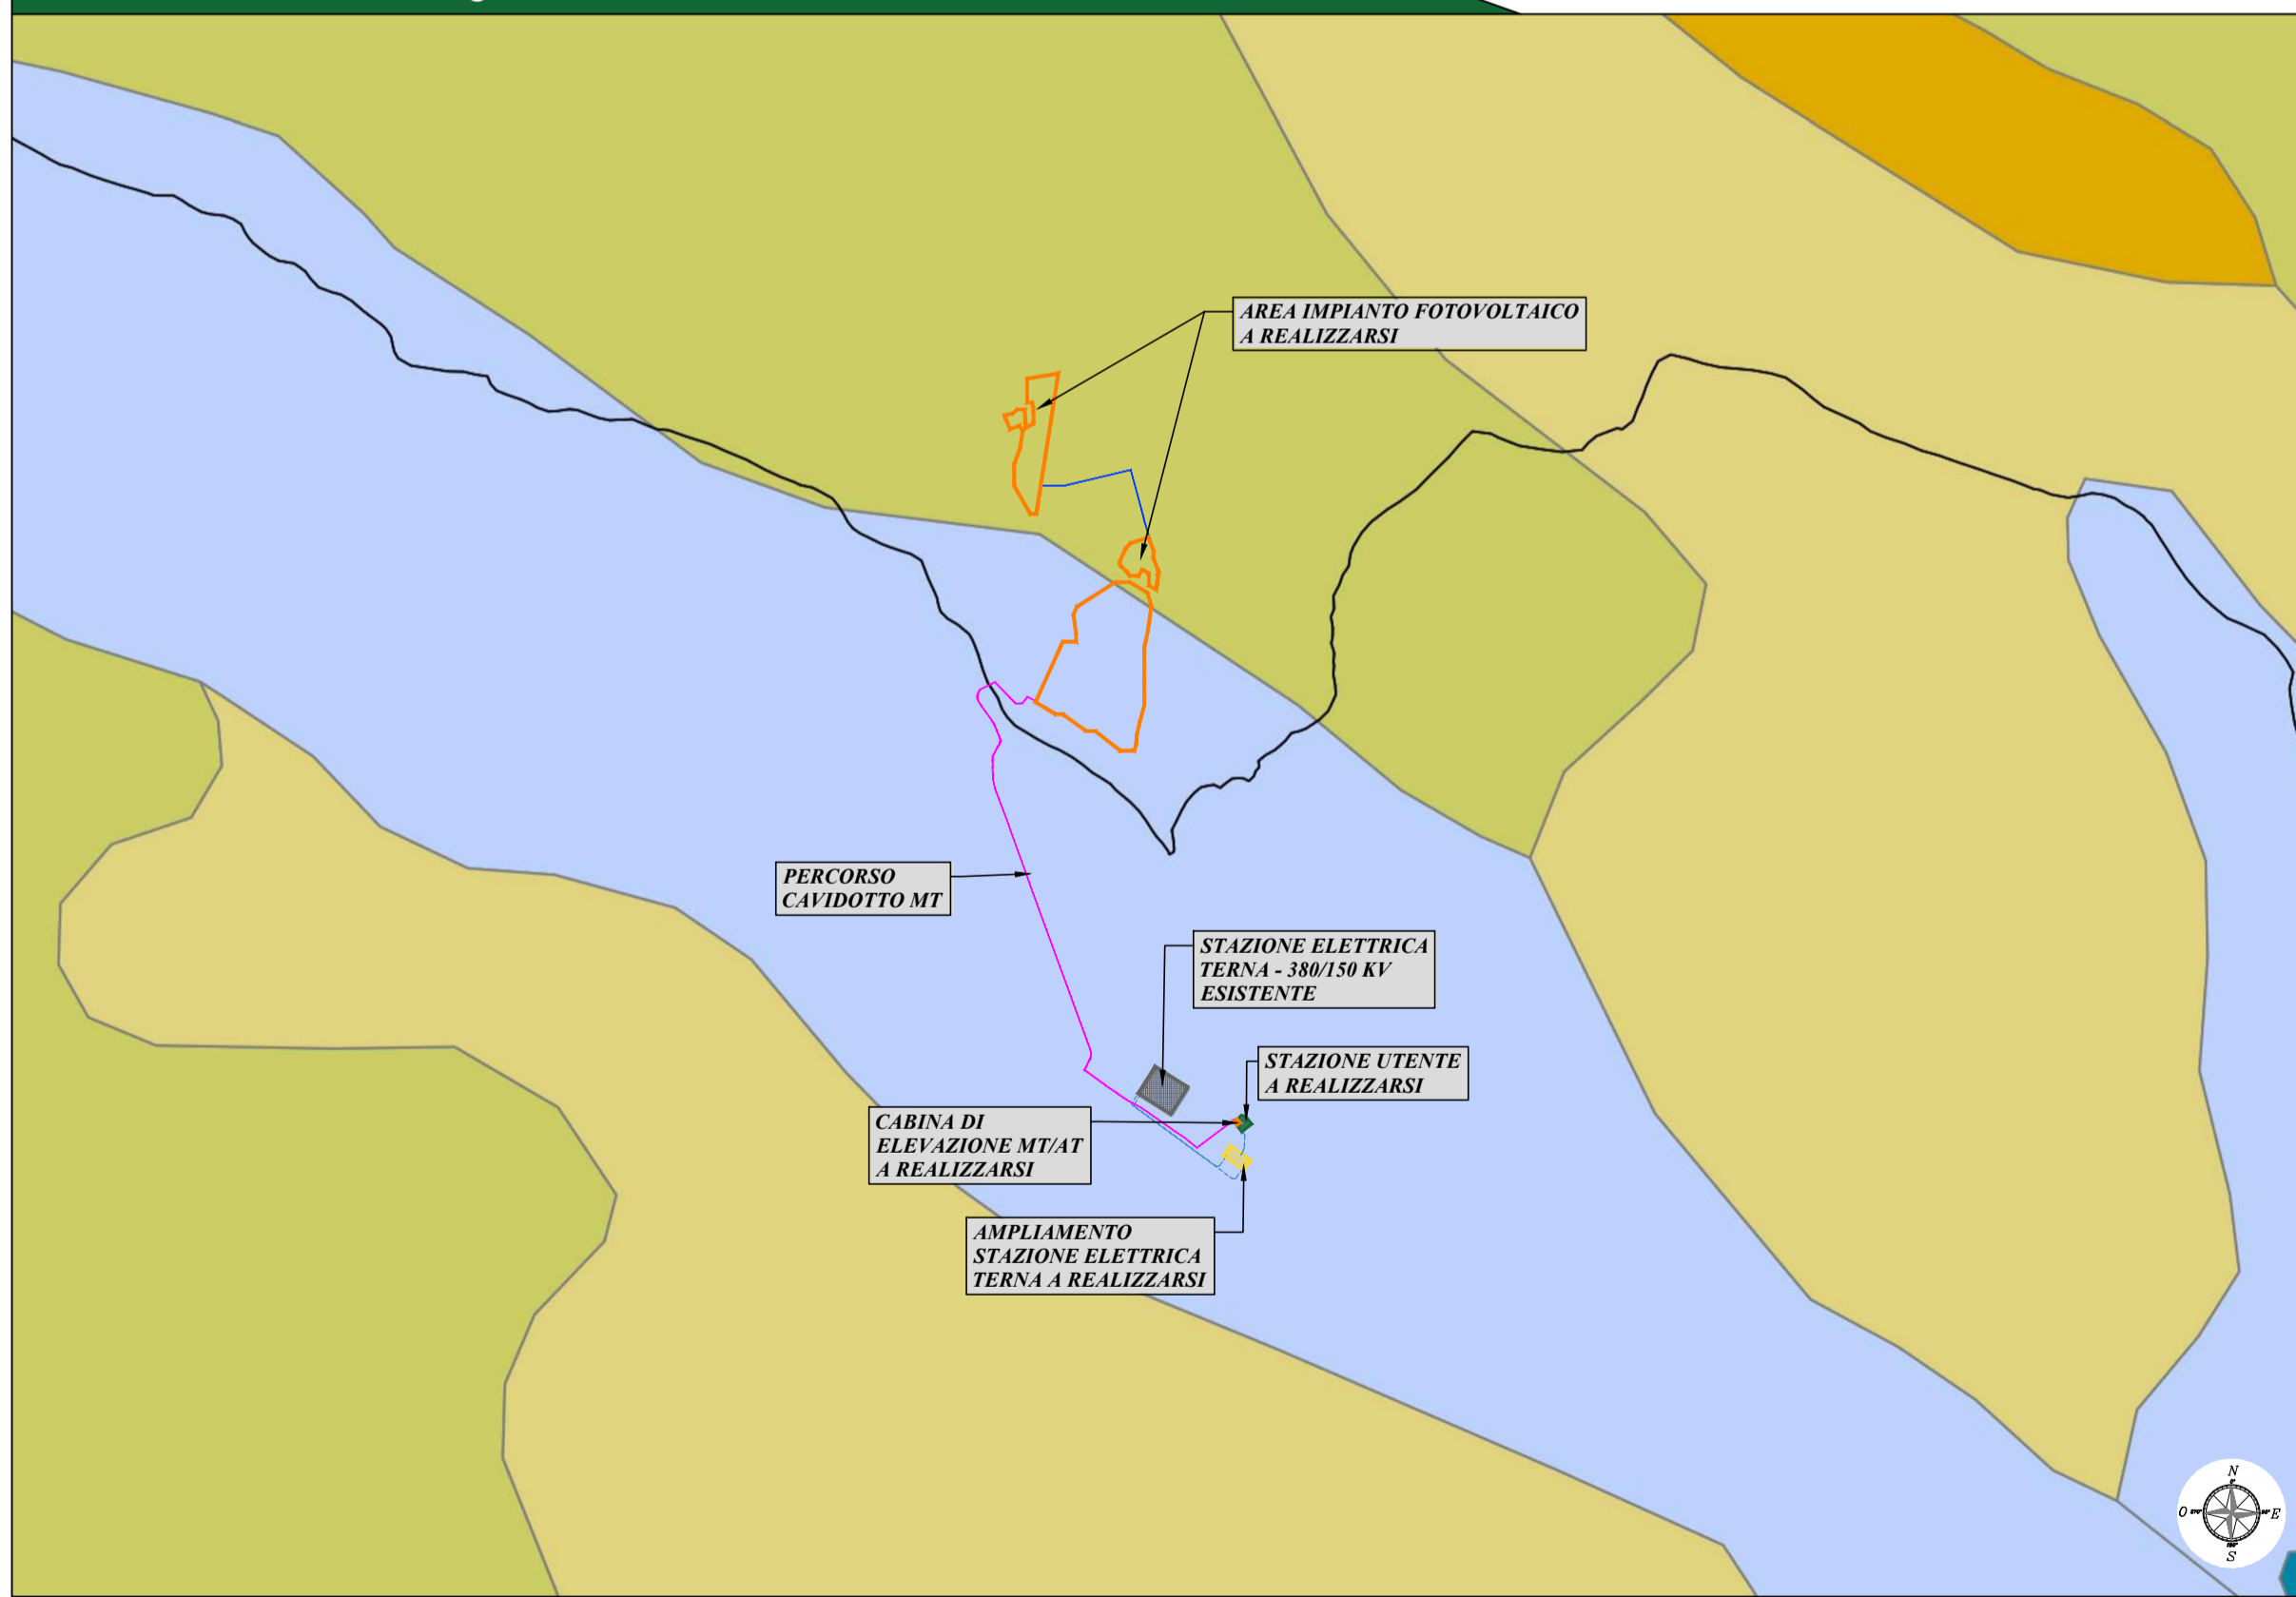 AREA IMPIANTO FOTOVOLTAICO
A REALIZZARSI
PERCORSO
CAVIDOTTO MT
STAZIONE ELETTRICA
TERNA - 380/150 KV
ESISTENTE
STAZIONE UTENTE
A REALIZZARSI
CABINA DI
ELEVAZIONE MT/AT
A REALIZZARSI
AMPLIAMENTO
STAZIONE ELETTRICA
TERNA A REALIZZARSI
N
O
E
S